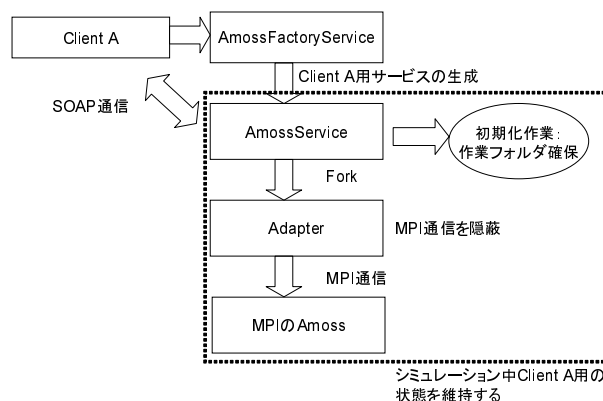 Client A
AmossFactoryService
Client A用サービスの生成
SOAP通信
AmossService
初期化作業:
作業フォルダ確保
Fork
Adapter
MPI通信を隠蔽
MPI通信
MPIのAmoss
シミュレーション中Client A用の
状態を維持する